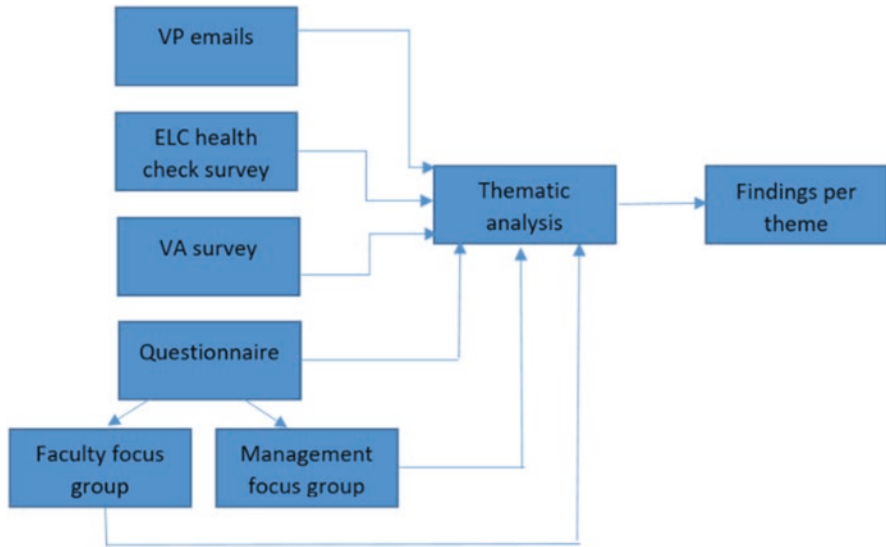 VP emails
ELC health
check survey
VA survey
Thematic
analysis
Findings per
theme
Questionnaire
Faculty focus
group
Management
focus group